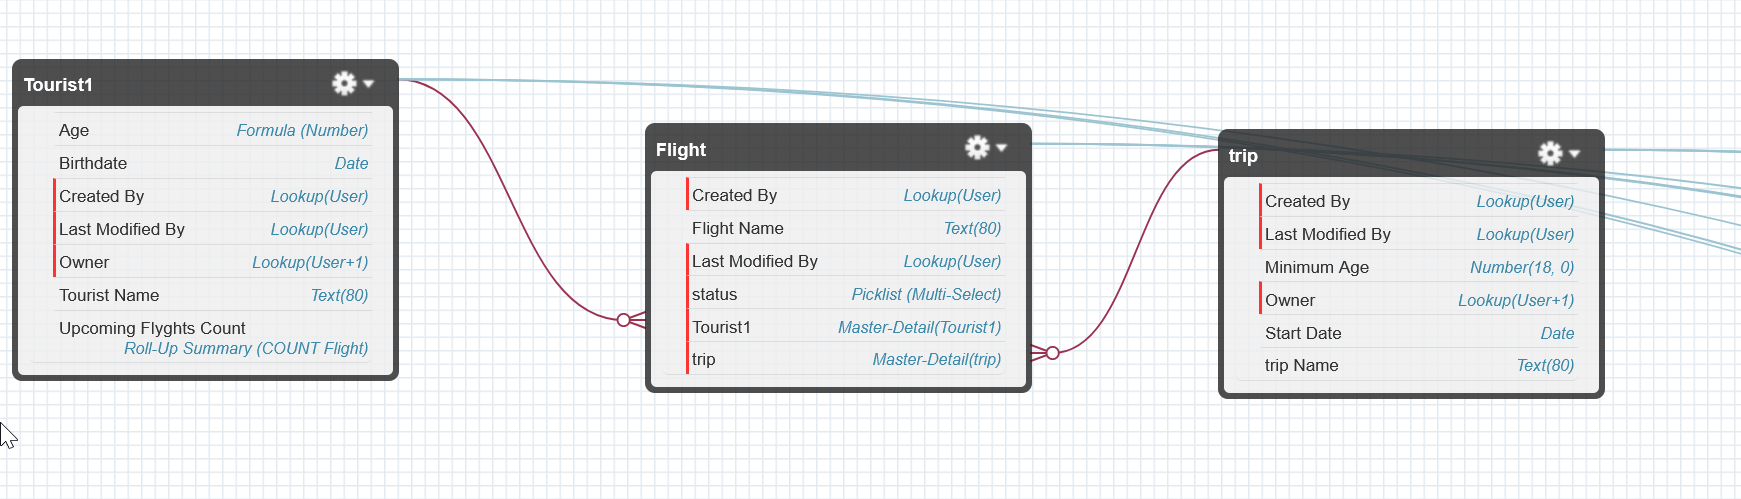 Tourist1
Age Formula (Number)
Birthdate Date
Created By Lookup(User)
Last Modified By Lookup(User)
Owner Lookup(User+1)
Tourist Name Text(80)
Upcoming Flyghts Count
Roll-Up Summary (COUNT Flight)
Flight
Created By Lookup(User)
Flight Name Text(80)
Last Modified By Lookup(User)
status Picklist (Multi-Select)
Tourist1 Master-Detail(Tourist1)
trip Master-Detail(trip)
trip
Created By Lookup(User)
Last Modified By Lookup(User)
Minimum Age Number(18, 0)
Owner Lookup(User+1)
Start Date Date
trip Name Text(80)